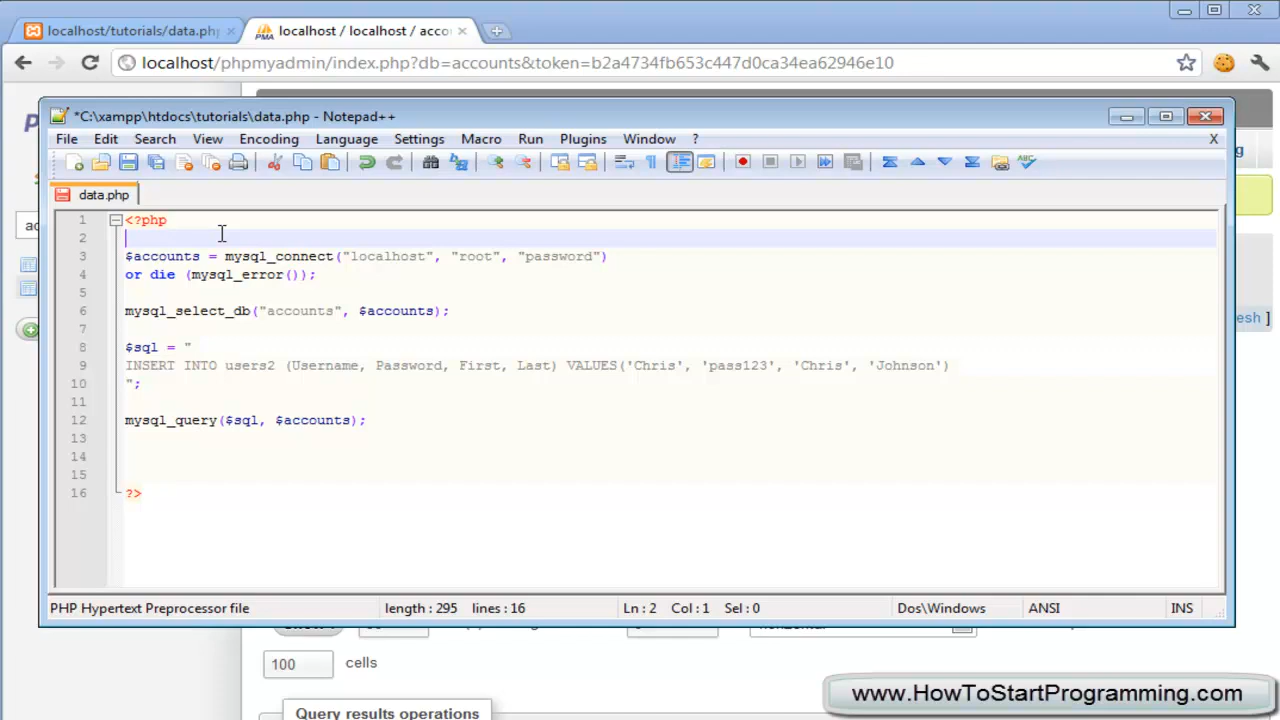 localhost/tutorials/data.php
localhost / localhost / acco
localhost/phpmyadmin/index.php?db=accounts&token=b2a4734fb653c447d0ca34ea62946e10
*C:\xampp\htdocs\tutorials\data.php - Notepad++
File Edit Search View Encoding Language Settings Macro Run Plugins Window ? X
data.php
1 <?php
2
3 $accounts = mysql_connect("localhost", "root", "password")
4 or die (mysql_error());
5
6 mysql_select_db("accounts", $accounts);
7
8 $sql = "
9 INSERT INTO users2 (Username, Password, First, Last) VALUES('Chris', 'pass123', 'Chris', 'Johnson')
10 ";
11
12 mysql_query($sql, $accounts);
13
14
15
16 ?>
esh ]
PHP Hypertext Preprocessor file length : 295 lines : 16 Ln : 2 Col : 1 Sel : 0 Dos\Windows ANSI INS
100 cells
www.HowToStartProgramming.com
Query results operations